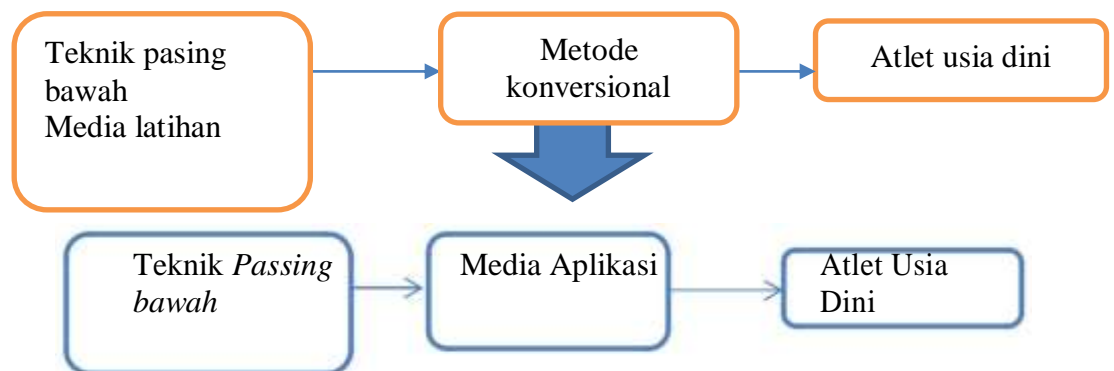 Teknik pasing
bawah
Media latihan
Metode
konversional
Atlet usia dini
Teknik Passing
bawah
Media Aplikasi
Atlet Usia
Dini